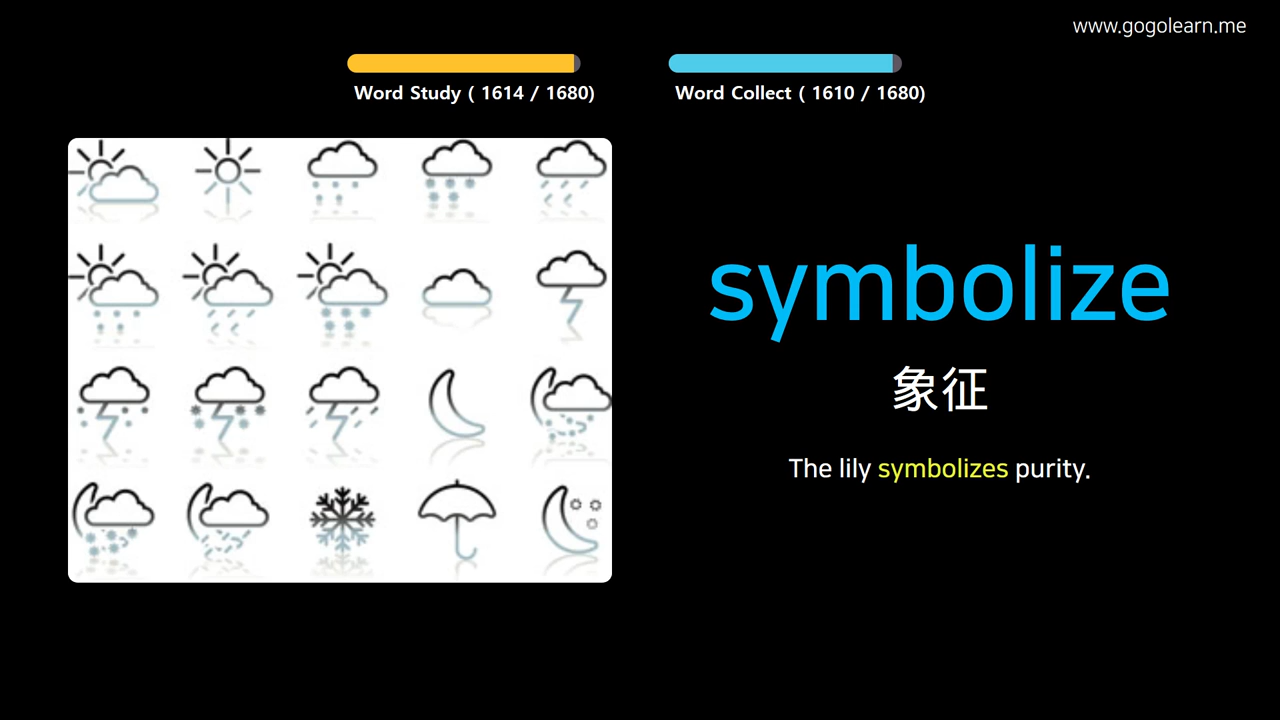 www.gogolearn.me
Word Study ( 1614 / 1680)
Word Collect ( 1610 / 1680)
symbolize
象征
The lily symbolizes purity.